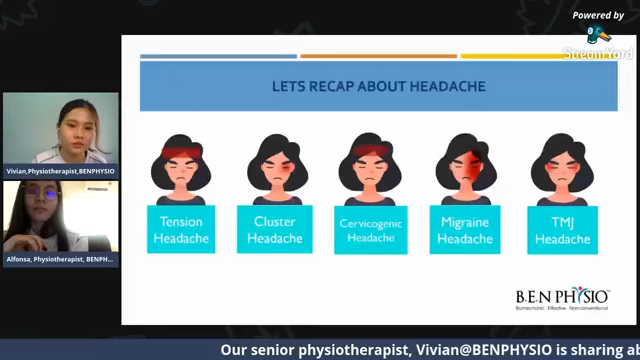 Powered by
StreamYard
LETS RECAP ABOUT HEADACHE
Vivian,Physiotherapist,BENPHYSIO
Alfonsa, Physiotherapist, BENPH...
Tension
Headache
Cluster
Headache
Cervicogenic
Headache
Migraine
Headache
TMJ
Headache
B.E.N PHYSIO™
Biomechanic . Effective . Non-conventional
Our senior physiotherapist, Vivian@BENPHYSIO is sharing ab